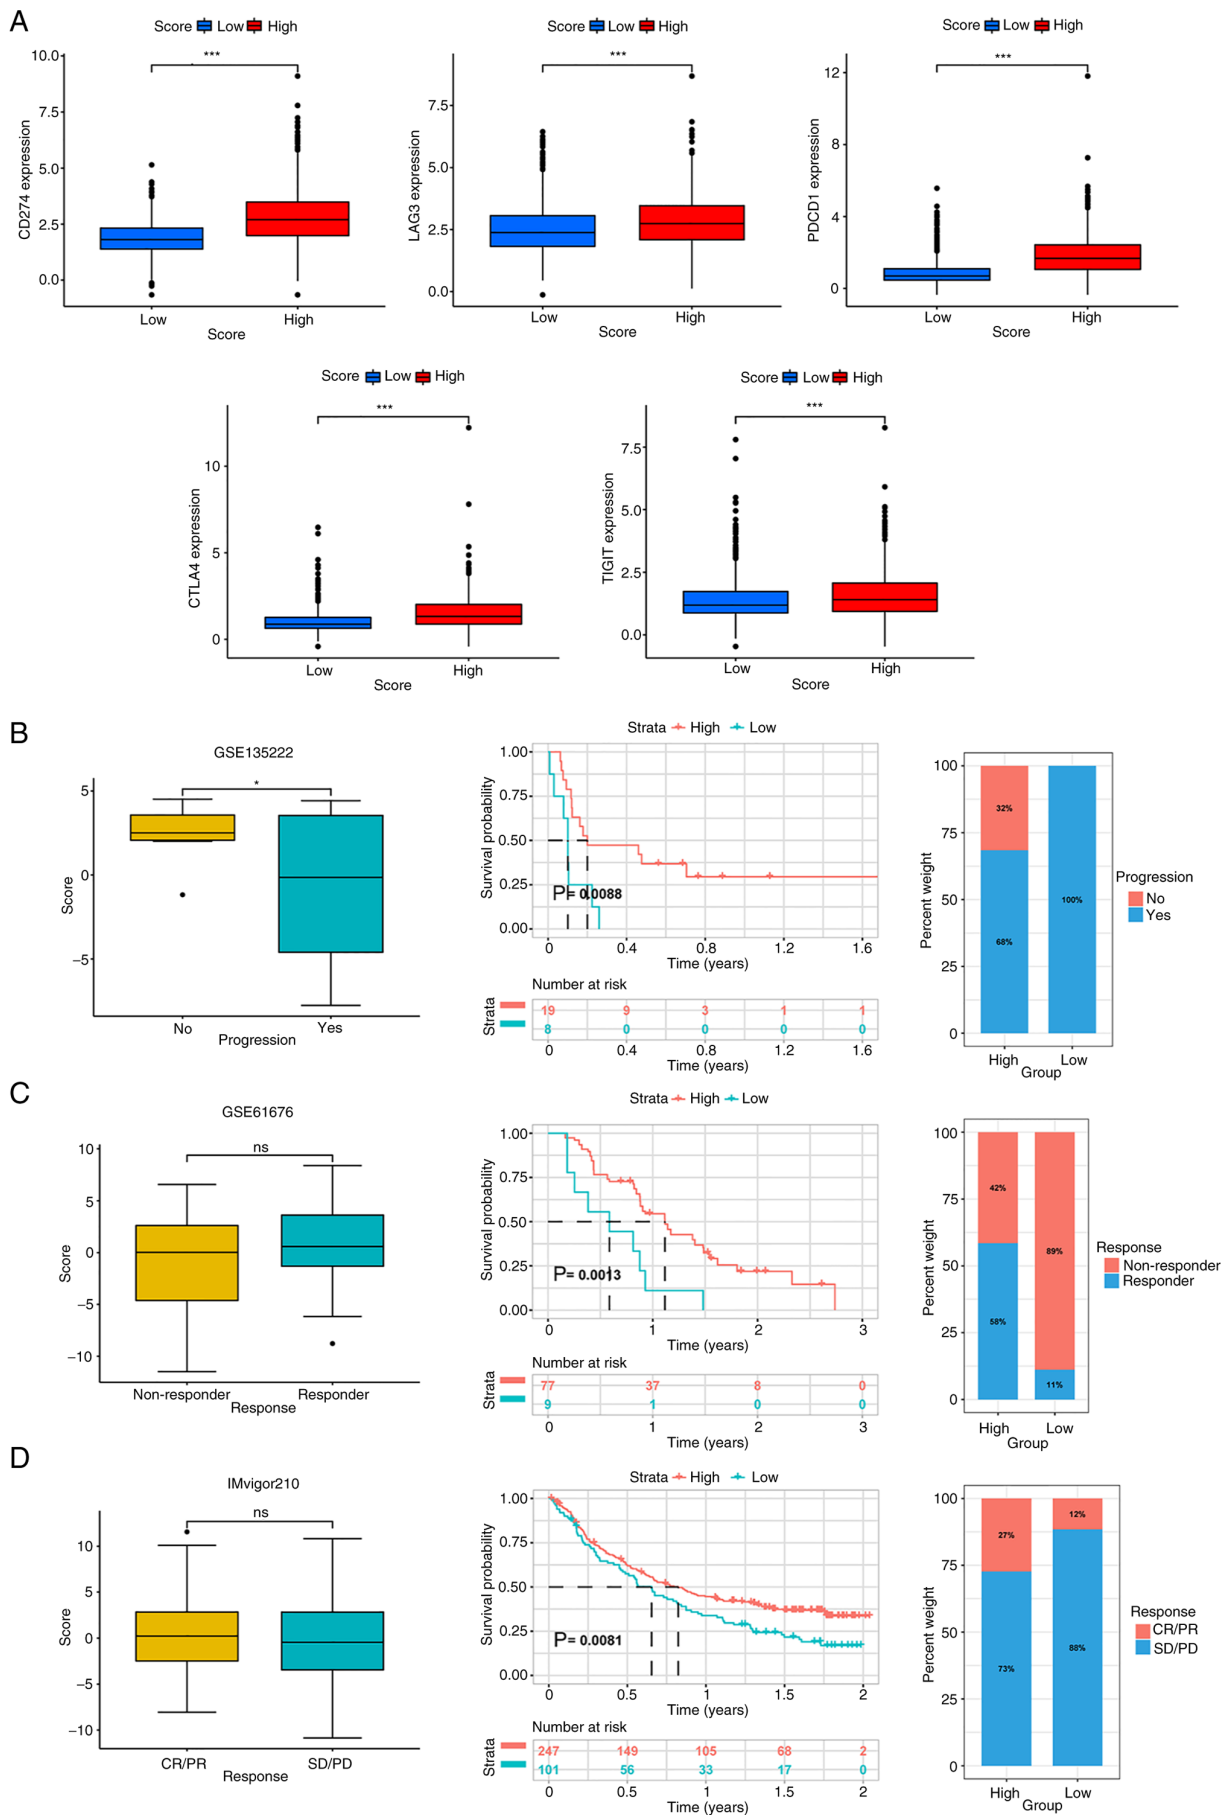 A
Score Low High
***
10.0
7.5
5.0
2.5
0.0
CD274 expression
Low High
Score
Score Low High
***
7.5
5.0
2.5
0.0
LAG3 expression
Low High
Score
Score Low High
***
12
8
4
0
PDCD1 expression
Low High
Score
Score Low High
***
10
5
0
CTLA4 expression
Low High
Score
Score Low High
***
7.5
5.0
2.5
0.0
TIGIT expression
Low High
Score
B
GSE135222
*
5
0
−5
Score
No Yes
Progression
Strata High Low
1.00
0.75
0.50
0.25
0.00
Survival probability
P= 0.0088
0 0.4 0.8 1.2 1.6
Time (years)
Number at risk
Strata
19 9 3 1 1
8 0 0 0 0
0 0.4 0.8 1.2 1.6
Time (years)
100
75
50
25
0
Percent weight
32%
68%
100%
High Low
Group
Progression
No
Yes
C
GSE61676
ns
10
5
0
−5
−10
Score
Non-responder Responder
Response
Strata High Low
1.00
0.75
0.50
0.25
0.00
Survival probability
P= 0.0013
0 1 2 3
Time (years)
Number at risk
Strata
77 37 8 0
9 1 0 0
0 1 2 3
Time (years)
100
75
50
25
0
Percent weight
42%
58%
89%
11%
High Low
Group
Response
Non-responder
Responder
D
IMvigor210
ns
10
5
0
−5
−10
Score
CR/PR SD/PD
Response
Strata High Low
1.00
0.75
0.50
0.25
0.00
Survival probability
P= 0.0081
0 0.5 1 1.5 2
Time (years)
Number at risk
Strata
247 149 105 68 2
101 56 33 17 0
0 0.5 1 1.5 2
Time (years)
100
75
50
25
0
Percent weight
27%
73%
12%
88%
High Low
Group
Response
CR/PR
SD/PD